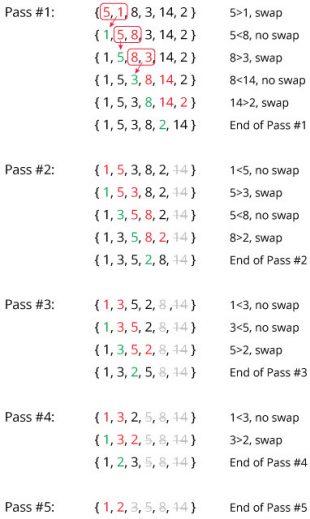 Pass #1: { 5, 1, 8, 3, 14, 2 } 5>1, swap
{ 1, 5, 8, 3, 14, 2 } 5<8, no swap
{ 1, 5, 8, 3, 14, 2 } 8>3, swap
{ 1, 5, 3, 8, 14, 2 } 8<14, no swap
{ 1, 5, 3, 8, 14, 2 } 14>2, swap
{ 1, 5, 3, 8, 2, 14 } End of Pass #1
Pass #2: { 1, 5, 3, 8, 2, 14 } 1<5, no swap
{ 1, 5, 3, 8, 2, 14 } 5>3, swap
{ 1, 3, 5, 8, 2, 14 } 5<8, no swap
{ 1, 3, 5, 8, 2, 14 } 8>2, swap
{ 1, 3, 5, 2, 8, 14 } End of Pass #2
Pass #3: { 1, 3, 5, 2, 8 ,14 } 1<3, no swap
{ 1, 3, 5, 2, 8, 14 } 3<5, no swap
{ 1, 3, 5, 2, 8, 14 } 5>2, swap
{ 1, 3, 2, 5, 8, 14 } End of Pass #3
Pass #4: { 1, 3, 2, 5, 8, 14 } 1<3, no swap
{ 1, 3, 2, 5, 8, 14 } 3>2, swap
{ 1, 2, 3, 5, 8, 14 } End of Pass #4
Pass #5: { 1, 2, 3, 5, 8, 14 } End of Pass #5